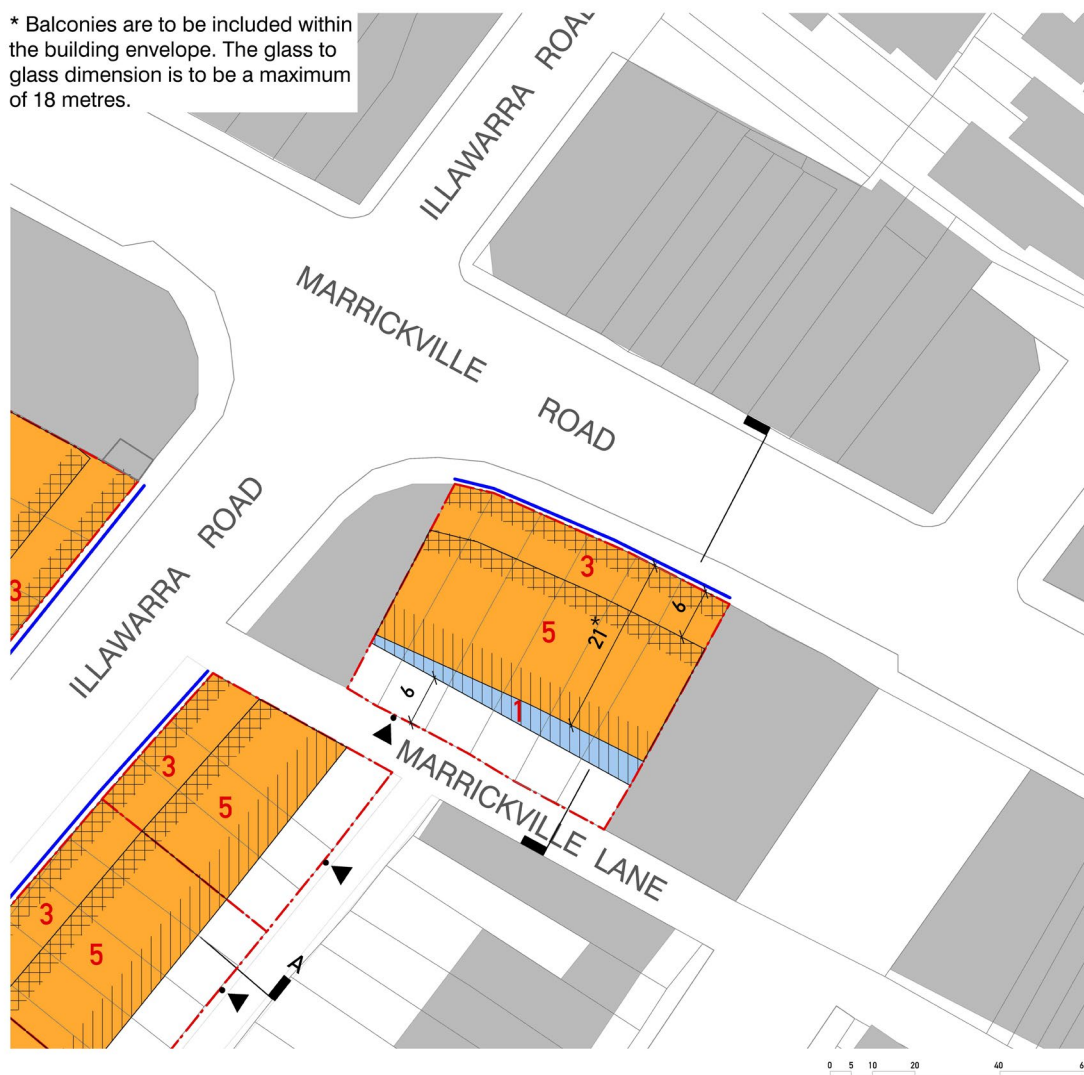 * Balconies are to be included within
the building envelope. The glass to
glass dimension is to be a maximum
of 18 metres.
ILLAWARRA ROAD
MARRICKVILLE
ROAD
ILLAWARRA
ROAD
3
3
6
5
21*
6
1
MARRICKVILLE LANE
3
5
3
5
A
0 5 10 20 40